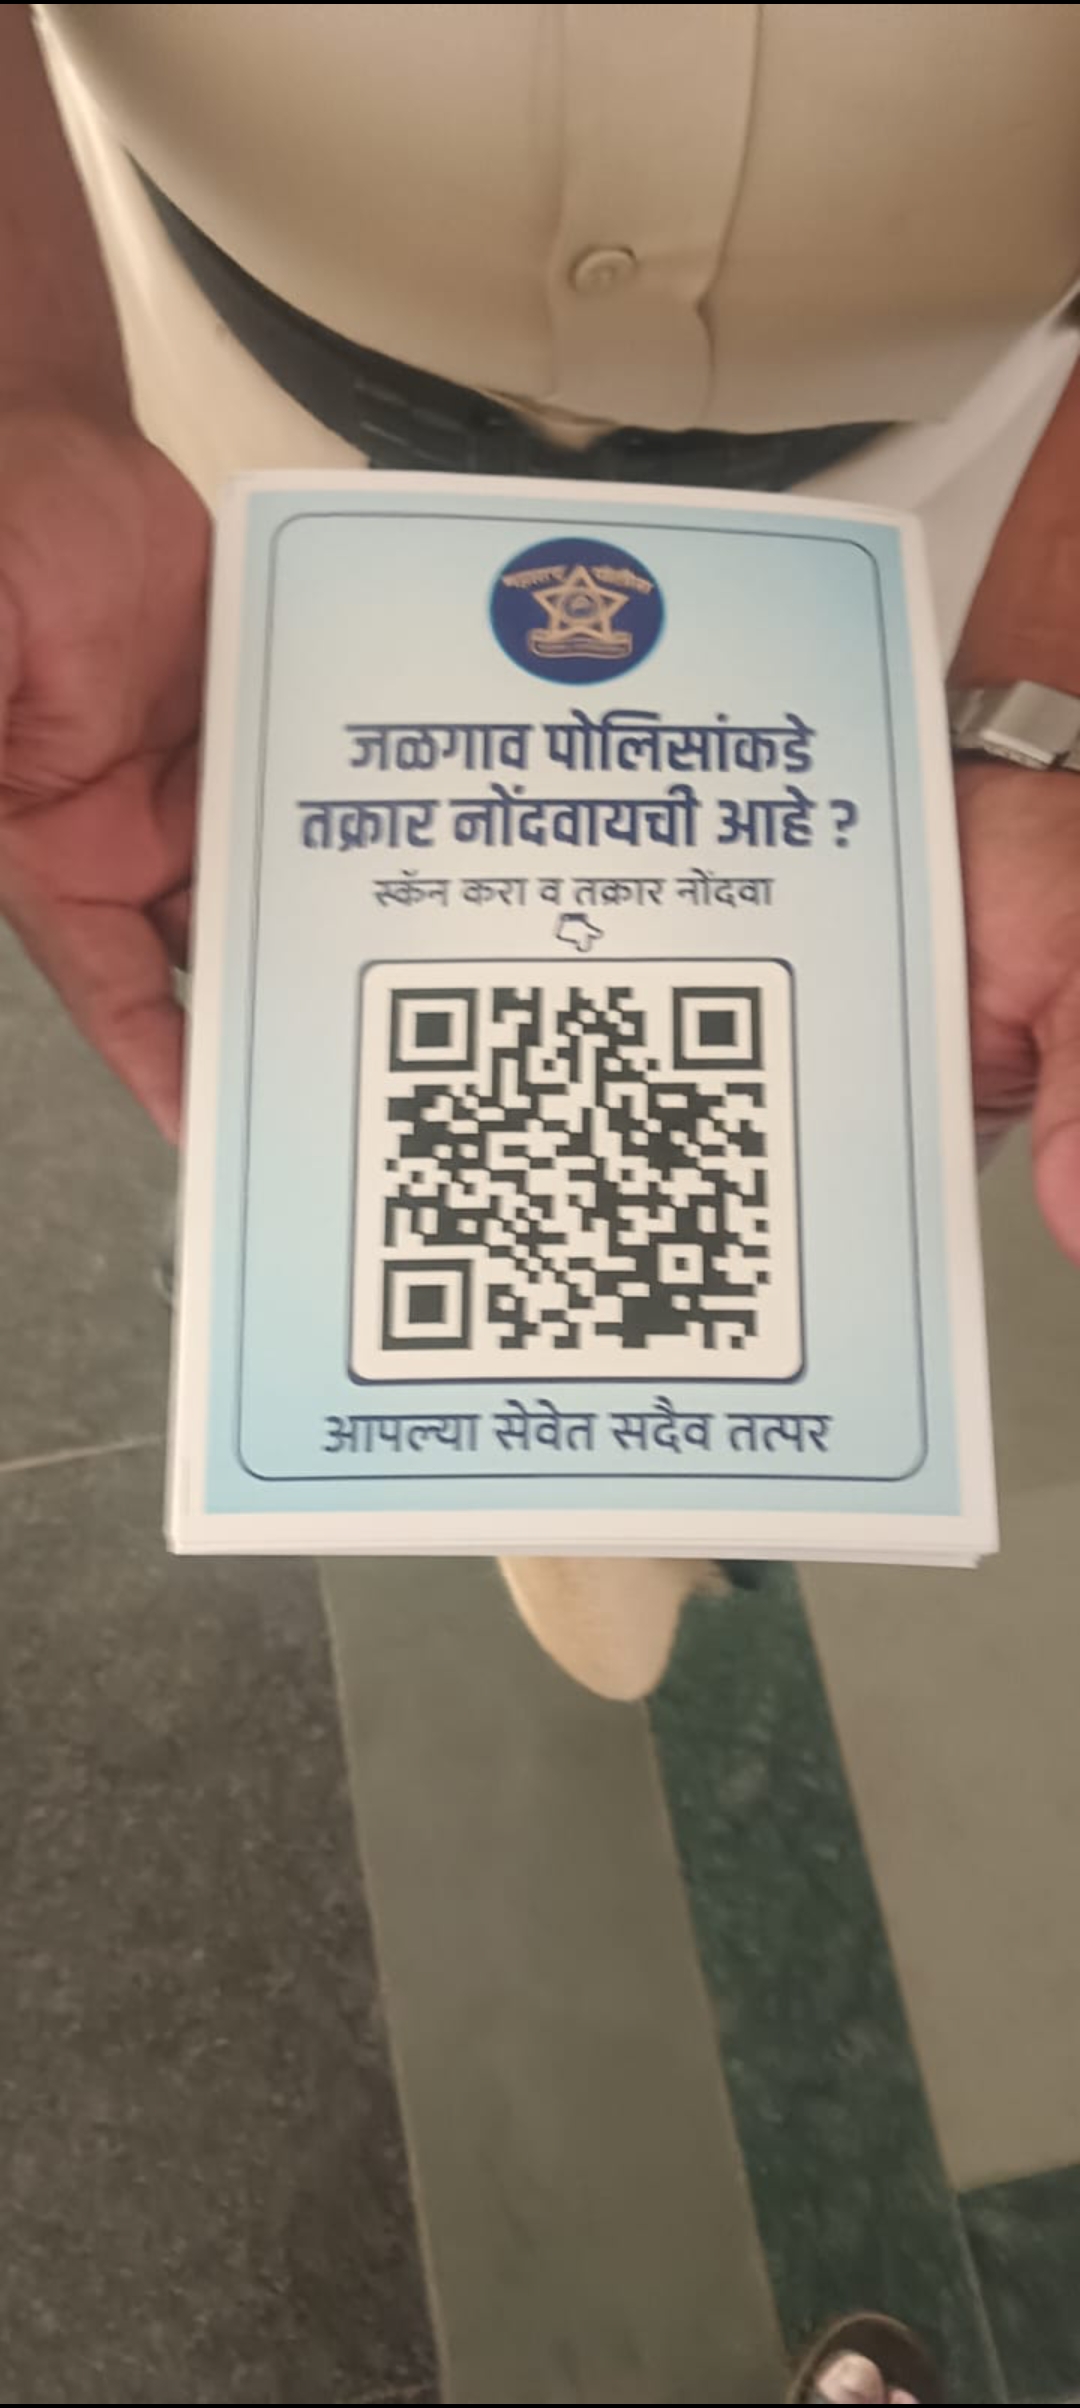 महाराष्ट्र पोलिस
जळगाव पोलिसांकडे
तक्रार नोंदवायची आहे ?
स्कॅन करा व तक्रार नोंदवा
आपल्या सेवेत सदैव तत्पर